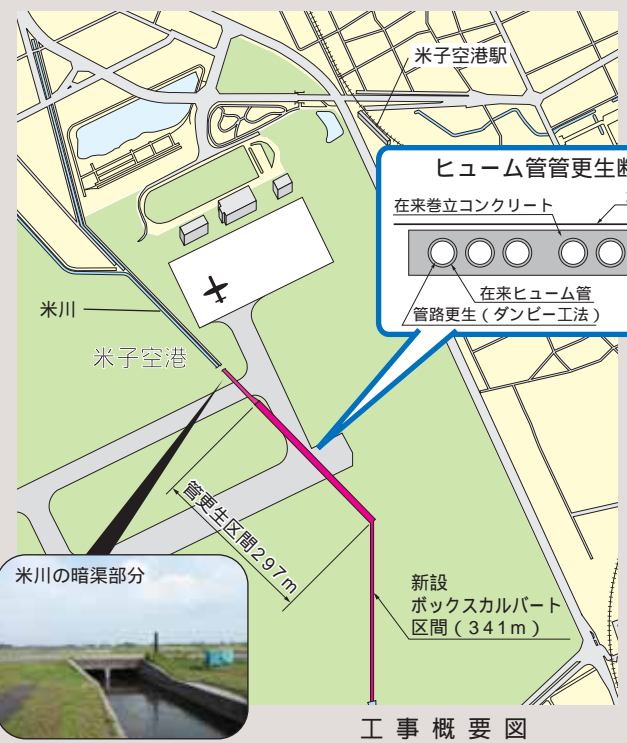 米子空港駅
ヒューム管管更生断
在来巻立コンクリート
在来ヒューム管
管路更生(ダンビー工法)
米川
米子空港
管更生区間297m
米川の暗渠部分
新設
ボックスカルバート
区間(341m)
工事概要図